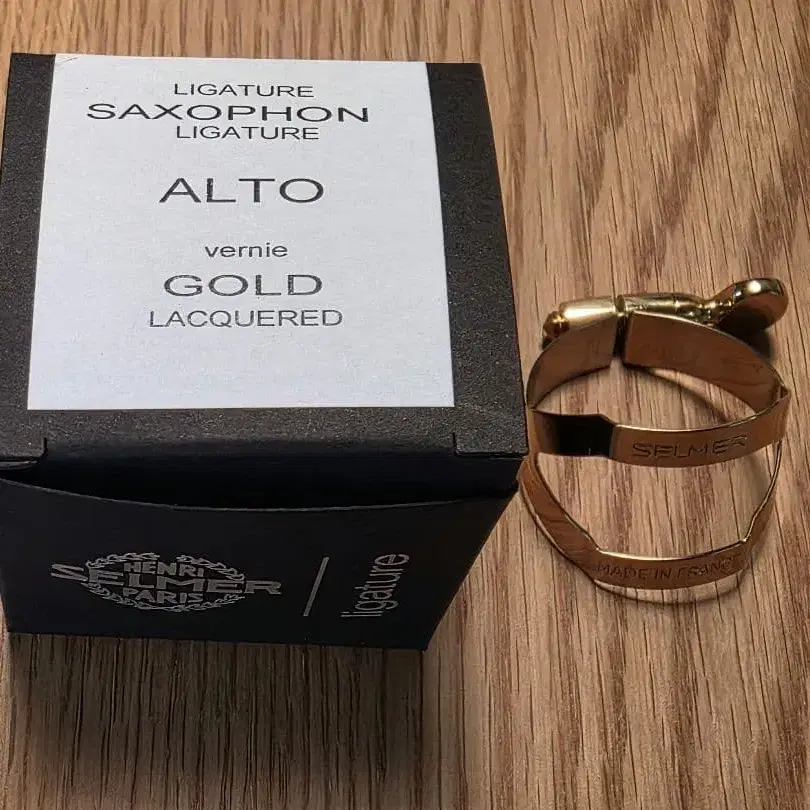 LIGATURE
SAXOPHON
LIGATURE
ALTO
vernie
GOLD
LACQUERED
HENRI
SELMER
PARIS
ligature
SELMER
MADE IN FRANCE